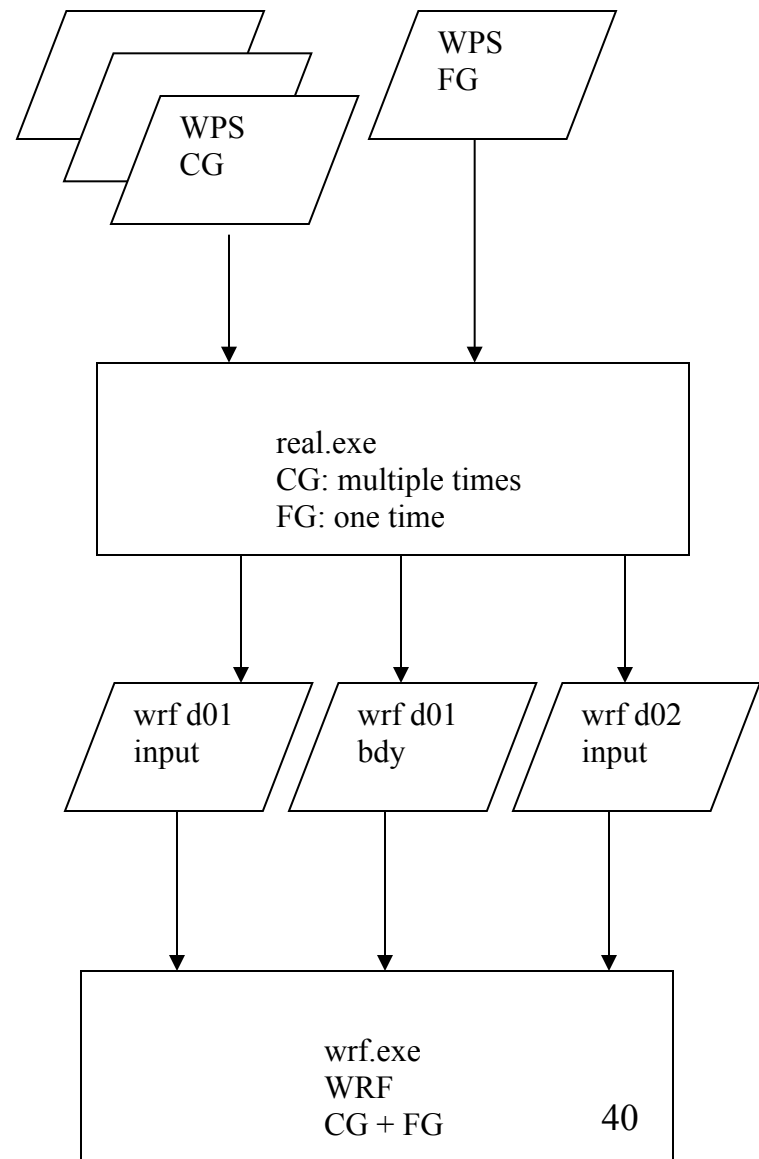 WPS
CG
WPS
FG
real.exe
CG: multiple times
FG: one time
wrf d01
input
wrf d01
bdy
wrf d02
input
wrf.exe
WRF
CG + FG
40